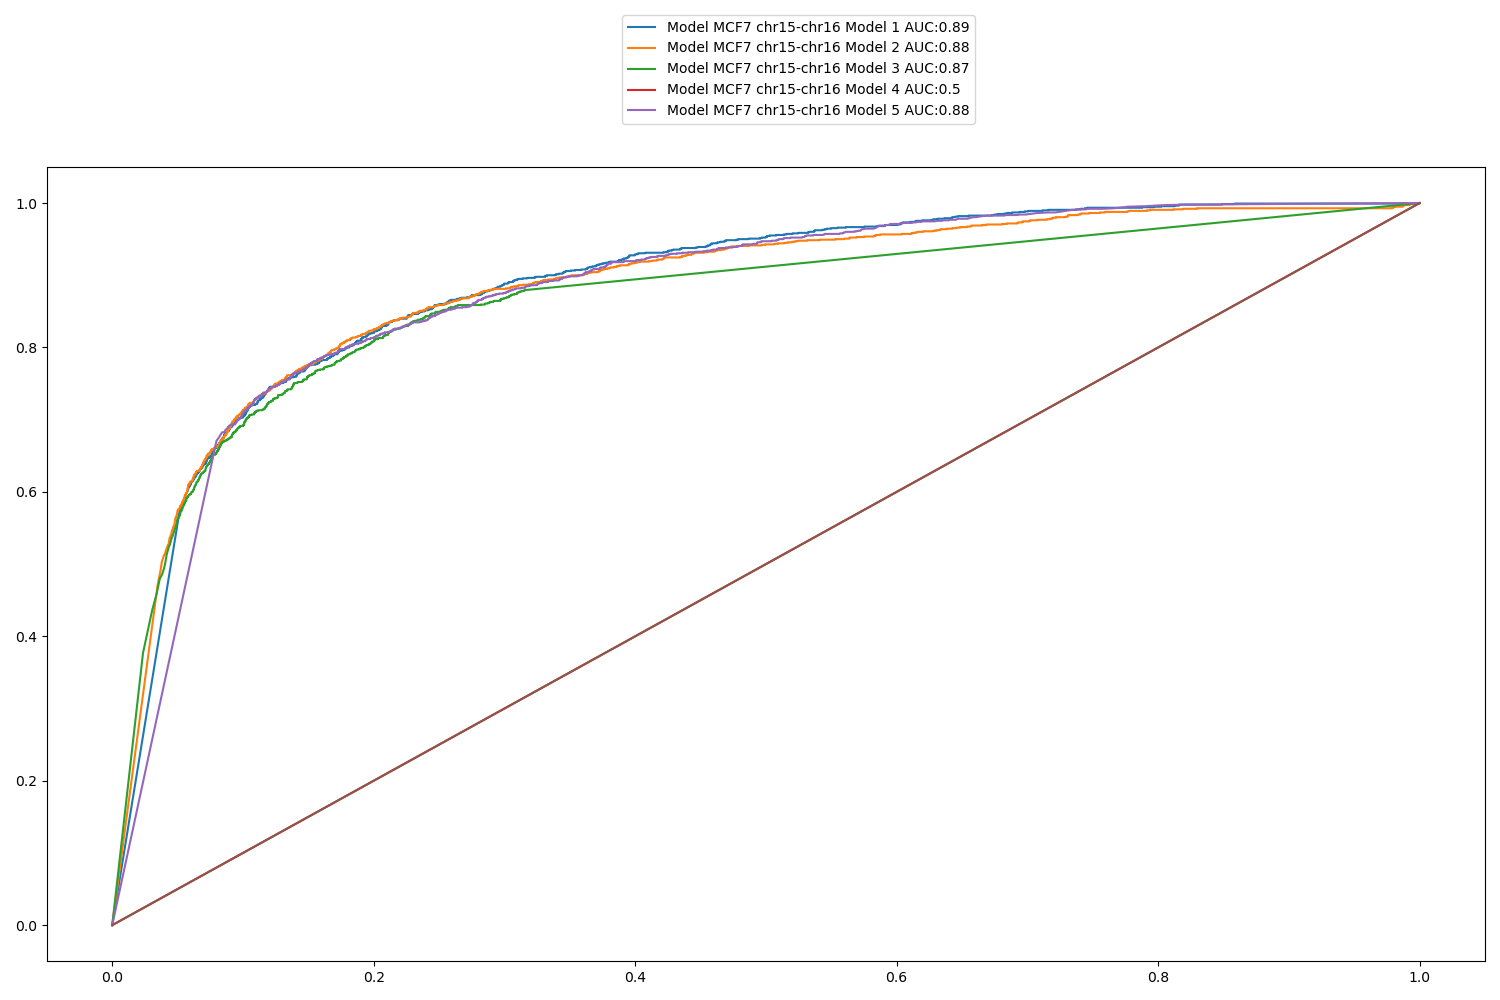 Model MCF7 chr15-chr16 Model 1 AUC:0.89
Model MCF7 chr15-chr16 Model 2 AUC:0.88
Model MCF7 chr15-chr16 Model 3 AUC:0.87
Model MCF7 chr15-chr16 Model 4 AUC:0.5
Model MCF7 chr15-chr16 Model 5 AUC:0.88
1.0
0.8
0.6
0.4
0.2
0.0
0.0 0.2 0.4 0.6 0.8 1.0